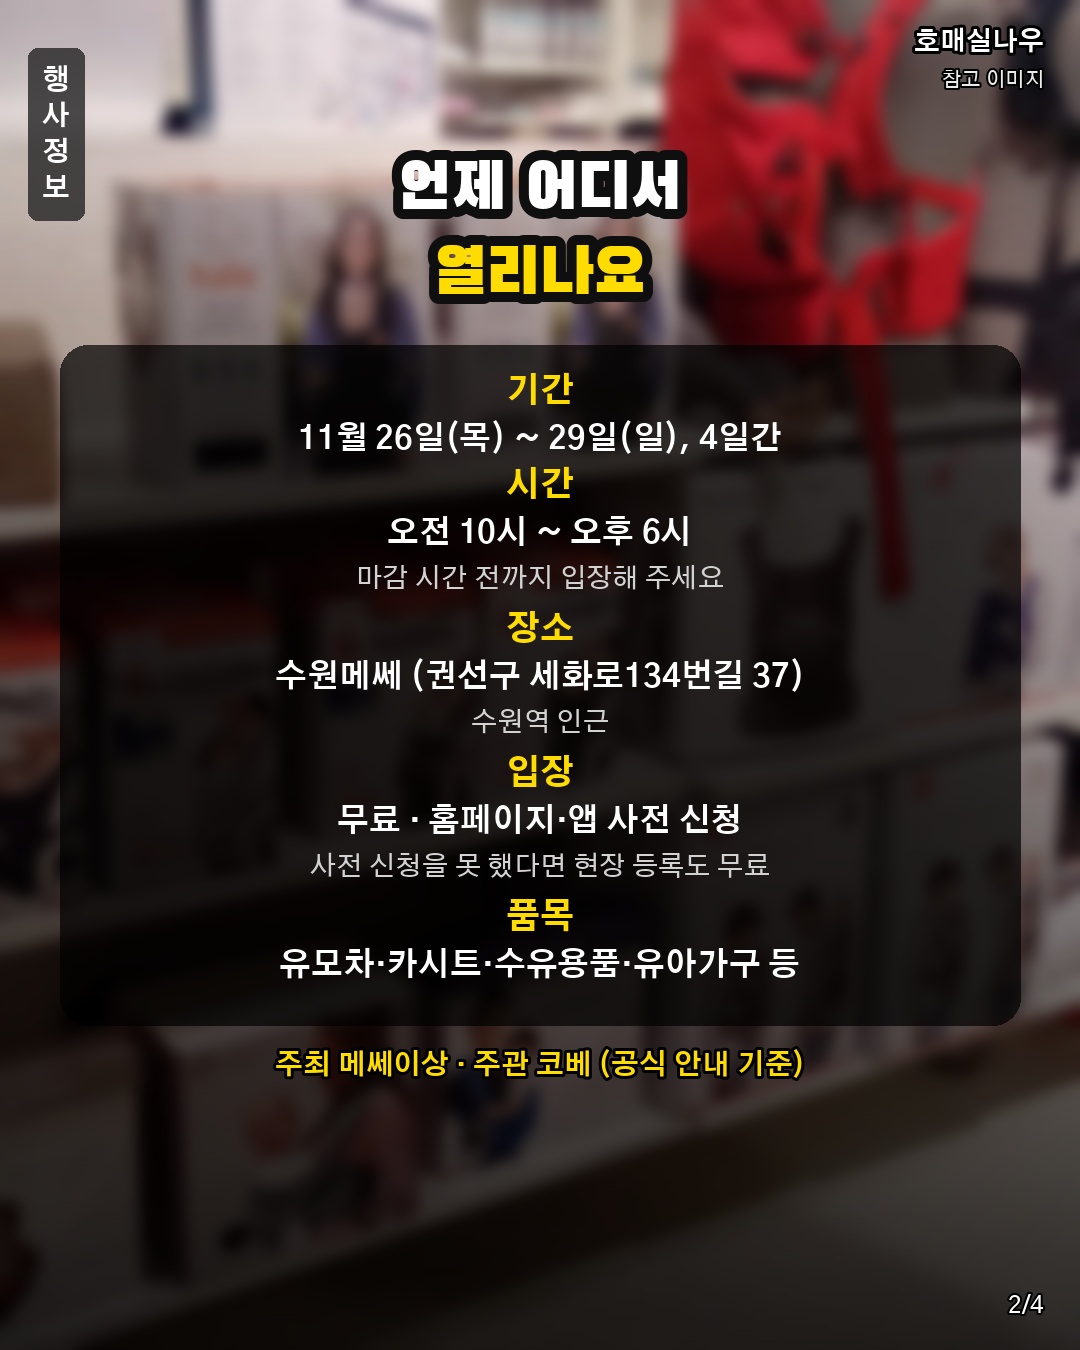 행사정보
호매실나우
참고 이미지
언제 어디서
열리나요
기간
11월 26일(목) ~ 29일(일), 4일간
시간
오전 10시 ~ 오후 6시
마감 시간 전까지 입장해 주세요
장소
수원메쎄 (권선구 세화로134번길 37)
수원역 인근
입장
무료 · 홈페이지·앱 사전 신청
사전 신청을 못 했다면 현장 등록도 무료
품목
유모차·카시트·수유용품·유아가구 등
주최 메쎄이상 · 주관 코베 (공식 안내 기준)
2/4